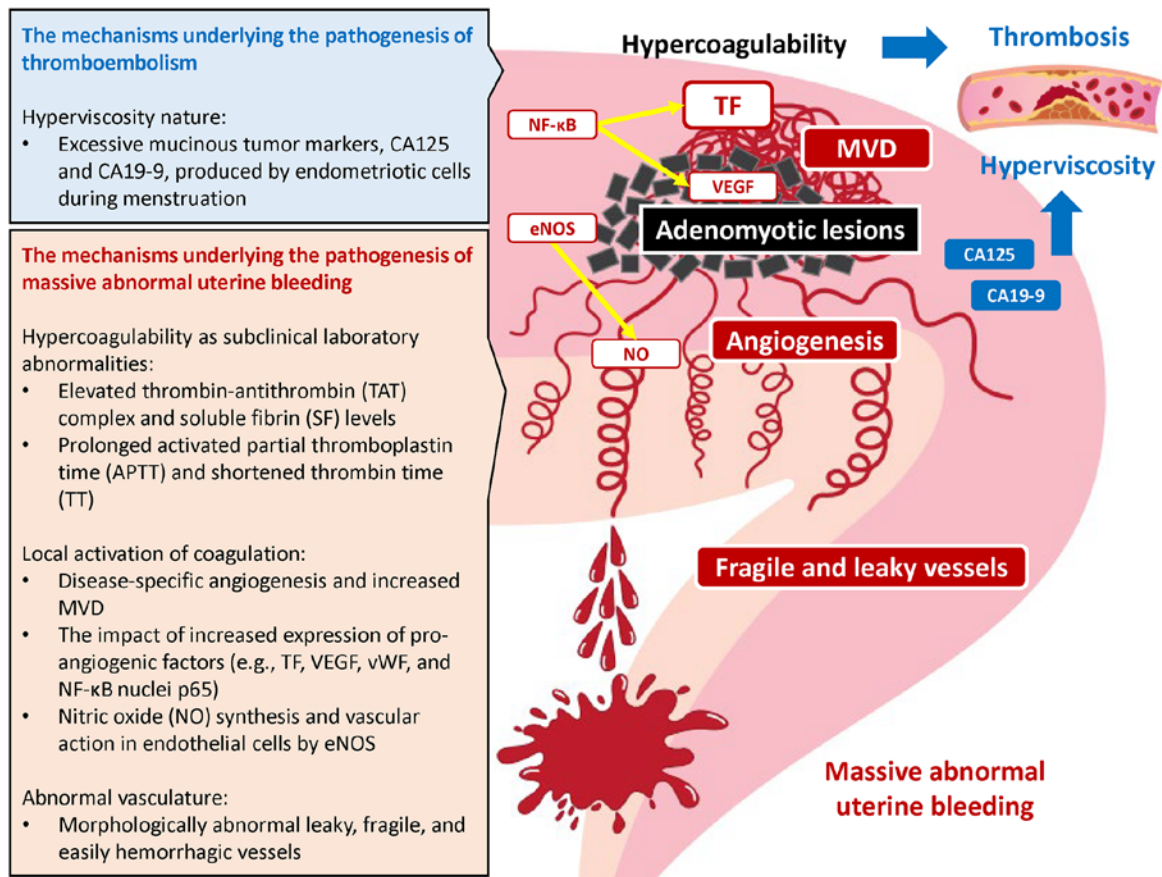 The mechanisms underlying the pathogenesis of
thromboembolism
Hyperviscosity nature:
• Excessive mucinous tumor markers, CA125
and CA19-9, produced by endometriotic cells
during menstruation
The mechanisms underlying the pathogenesis of
massive abnormal uterine bleeding
Hypercoagulability as subclinical laboratory
abnormalities:
• Elevated thrombin-antithrombin (TAT)
complex and soluble fibrin (SF) levels
• Prolonged activated partial thromboplastin
time (APTT) and shortened thrombin time
(TT)
Local activation of coagulation:
• Disease-specific angiogenesis and increased
MVD
• The impact of increased expression of pro-
angiogenic factors (e.g., TF, VEGF, vWF, and
NF-κB nuclei p65)
• Nitric oxide (NO) synthesis and vascular
action in endothelial cells by eNOS
Abnormal vasculature:
• Morphologically abnormal leaky, fragile, and
easily hemorrhagic vessels
Hypercoagulability
Thrombosis
TF
NF-κB
MVD
Hyperviscosity
VEGF
eNOS
Adenomyotic lesions
CA125
CA19-9
Angiogenesis
NO
Fragile and leaky vessels
Massive abnormal
uterine bleeding